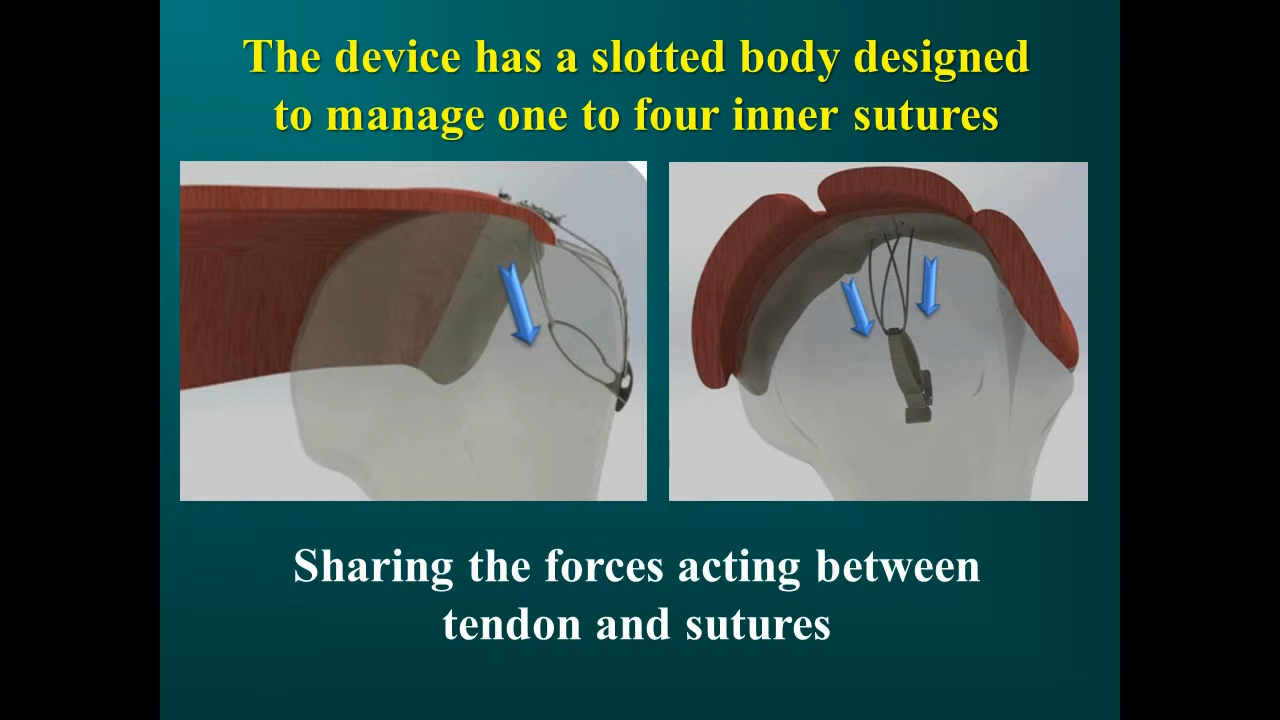 The device has a slotted body designed
to manage one to four inner sutures
Sharing the forces acting between
tendon and sutures